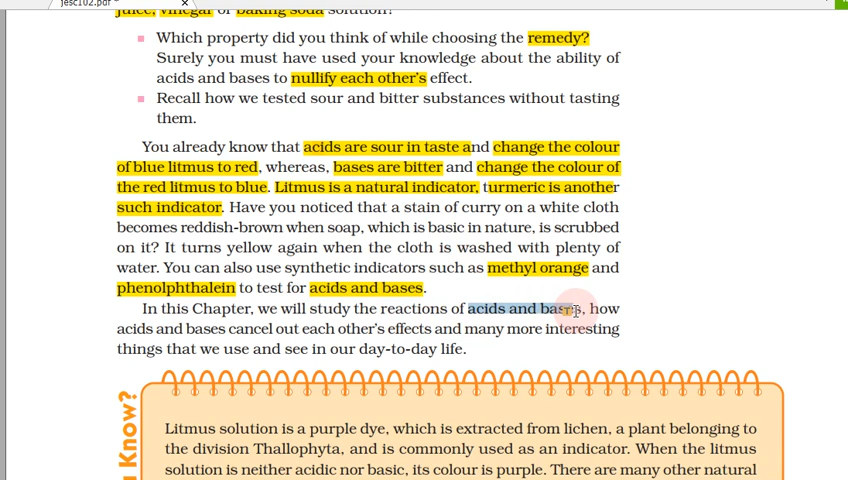 jesc102.pdf
juice, vinegar or baking soda solution?
Which property did you think of while choosing the remedy?
Surely you must have used your knowledge about the ability of
acids and bases to nullify each other's effect.
Recall how we tested sour and bitter substances without tasting
them.
You already know that acids are sour in taste and change the colour
of blue litmus to red, whereas, bases are bitter and change the colour of
the red litmus to blue. Litmus is a natural indicator, turmeric is another
such indicator. Have you noticed that a stain of curry on a white cloth
becomes reddish-brown when soap, which is basic in nature, is scrubbed
on it? It turns yellow again when the cloth is washed with plenty of
water. You can also use synthetic indicators such as methyl orange and
phenolphthalein to test for acids and bases.
In this Chapter, we will study the reactions of acids and bases, how
acids and bases cancel out each other's effects and many more interesting
things that we use and see in our day-to-day life.
Know?
Litmus solution is a purple dye, which is extracted from lichen, a plant belonging to
the division Thallophyta, and is commonly used as an indicator. When the litmus
solution is neither acidic nor basic, its colour is purple. There are many other natural